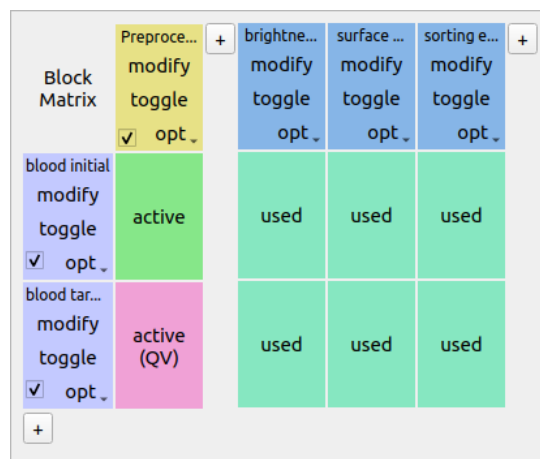 Block
Matrix
Preproce...
modify
toggle
opt
+
brightne...
modify
toggle
opt
surface ...
modify
toggle
opt
sorting e...
modify
toggle
opt
+
blood initial
modify
toggle
opt
active
used
used
used
blood tar...
modify
toggle
opt
active
(QV)
used
used
used
+